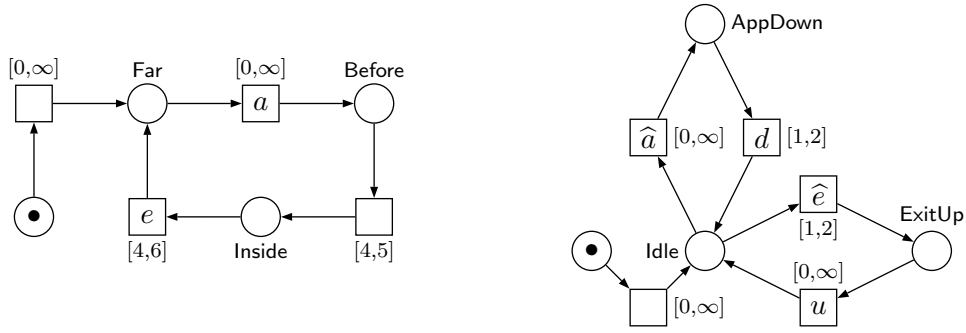 [0,∞]
Far
[0,∞]
a
Before
e
[4,6]
Inside
[4,5]
AppDown
â
[0,∞]
d
[1,2]
ê
[1,2]
ExitUp
Idle
[0,∞]
[0,∞]
u